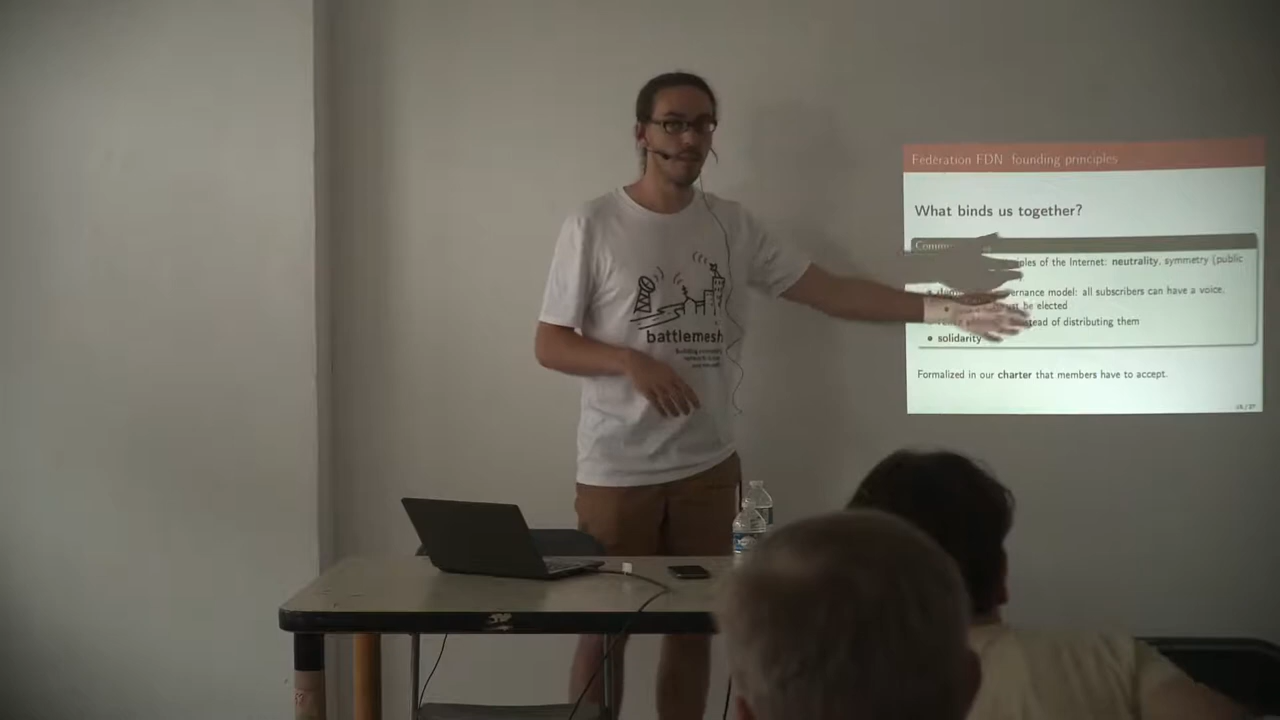 Federation FDN founding principles
What binds us together?
ples of the Internet: neutrality, symmetry (public
ernance model: all subscribers can have a voice,
be elected
tead of distributing them
solidarity
Formalized in our charter that members have to accept.
battlemesh
Building